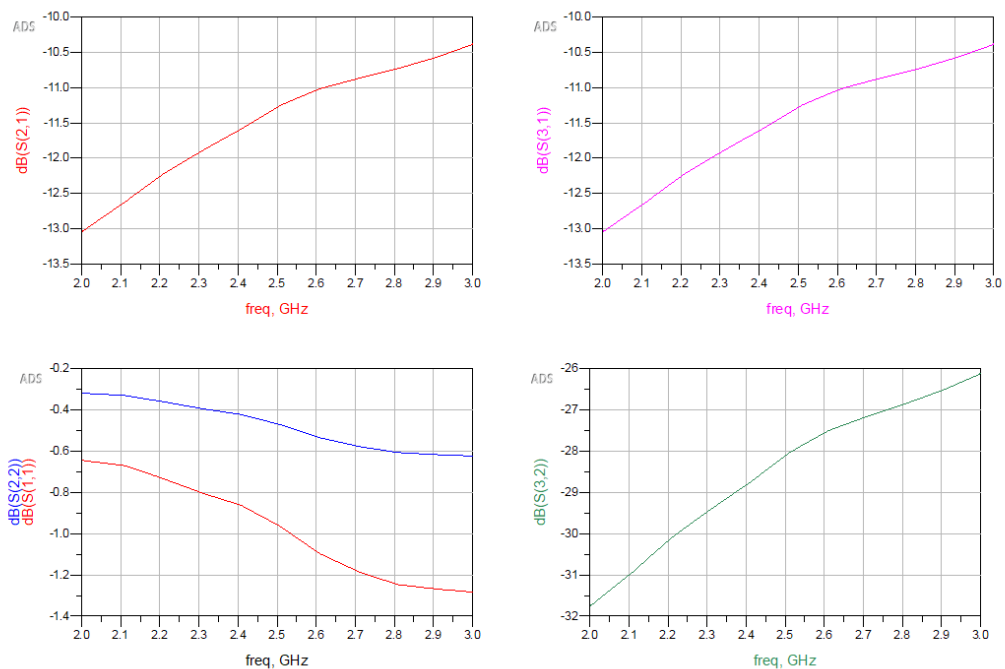 ADS
dB(S(2,1))
-10.0
-10.5
-11.0
-11.5
-12.0
-12.5
-13.0
-13.5
2.0 2.1 2.2 2.3 2.4 2.5 2.6 2.7 2.8 2.9 3.0
freq, GHz
ADS
dB(S(3,1))
-10.0
-10.5
-11.0
-11.5
-12.0
-12.5
-13.0
-13.5
2.0 2.1 2.2 2.3 2.4 2.5 2.6 2.7 2.8 2.9 3.0
freq, GHz
ADS
dB(S(2,2))
dB(S(1,1))
-0.2
-0.4
-0.6
-0.8
-1.0
-1.2
-1.4
2.0 2.1 2.2 2.3 2.4 2.5 2.6 2.7 2.8 2.9 3.0
freq, GHz
ADS
dB(S(3,2))
-26
-27
-28
-29
-30
-31
-32
2.0 2.1 2.2 2.3 2.4 2.5 2.6 2.7 2.8 2.9 3.0
freq, GHz